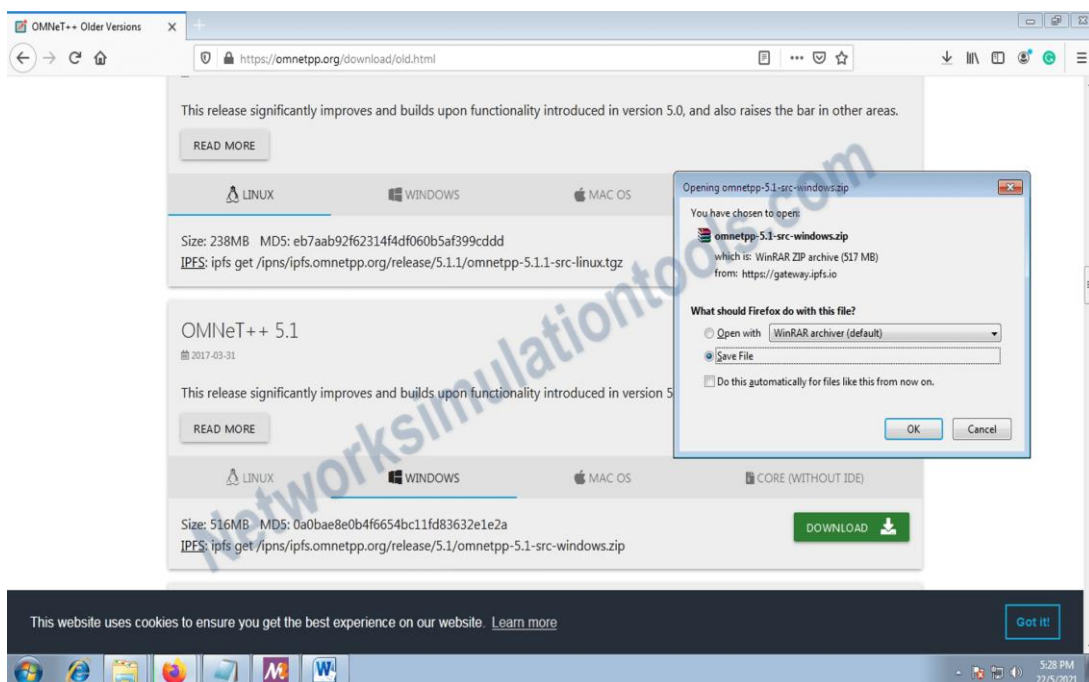 OMNeT++ Older Versions
https://omnetpp.org/download/old.html
This release significantly improves and builds upon functionality introduced in version 5.0, and also raises the bar in other areas.
READ MORE
LINUX
WINDOWS
MAC OS
Size: 238MB MD5: eb7aab92f62314f4df060b5af399cddd
IPFS: ipfs get /ipns/ipfs.omnetpp.org/release/5.1.1/omnetpp-5.1.1-src-linux.tgz
OMNeT++ 5.1
2017-03-31
This release significantly improves and builds upon functionality introduced in version 5
READ MORE
LINUX
WINDOWS
MAC OS
CORE (WITHOUT IDE)
Size: 516MB MD5: 0a0bae8e0b4f6654bc11fd83632e1e2a
IPFS: ipfs get /ipns/ipfs.omnetpp.org/release/5.1/omnetpp-5.1-src-windows.zip
DOWNLOAD
Opening omnetpp-5.1-src-windows.zip
You have chosen to open:
omnetpp-5.1-src-windows.zip
which is: WinRAR ZIP archive (517 MB)
from: https://gateway.ipfs.io
What should Firefox do with this file?
Open with WinRAR archiver (default)
Save File
Do this automatically for files like this from now on.
OK Cancel
Networksimulationtools.com
This website uses cookies to ensure you get the best experience on our website. Learn more
Got it!
5:28 PM
22/5/2021